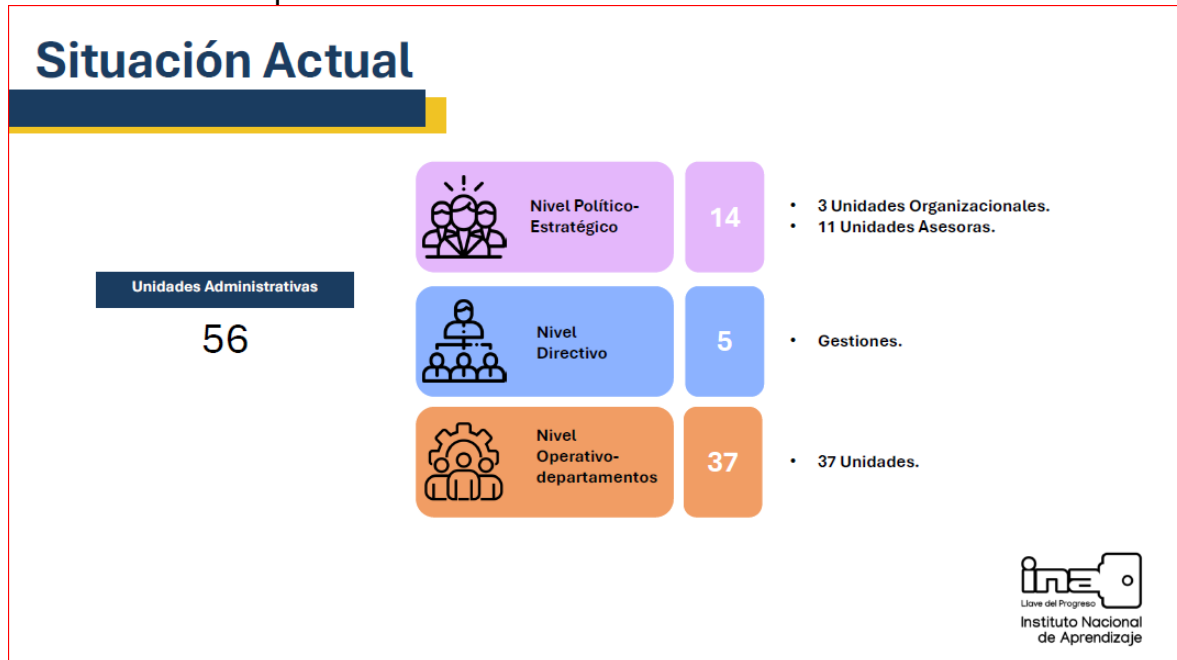 Situación Actual
Unidades Administrativas
56
Nivel Político-
Estratégico
14
• 3 Unidades Organizacionales.
• 11 Unidades Asesoras.
Nivel
Directivo
5
• Gestiones.
Nivel
Operativo-
departamentos
37
• 37 Unidades.
ina
Llave del Progreso
Instituto Nacional
de Aprendizaje